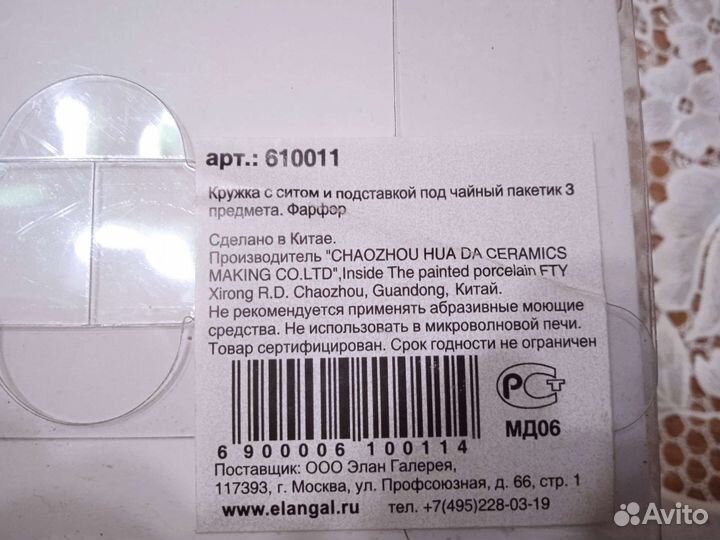 арт.: 610011
Кружка с ситом и подставкой под чайный пакетик 3
предмета. Фарфор
Сделано в Китае.
Производитель "CHAOZHOU HUA DA CERAMICS
MAKING CO.LTD",Inside The painted porcelain FTY
Xirong R.D. Chaozhou, Guandong, Китай.
Не рекомендуется применять абразивные моющие
средства. Не использовать в микроволновой печи.
Товар сертифицирован. Срок годности не ограничен
РСТ
МД06
6 900006 100114
Поставщик: ООО Элан Галерея,
117393, г. Москва, ул. Профсоюзная, д. 66, стр. 1
www.elangal.ru тел. +7(495)228-03-19
Avito